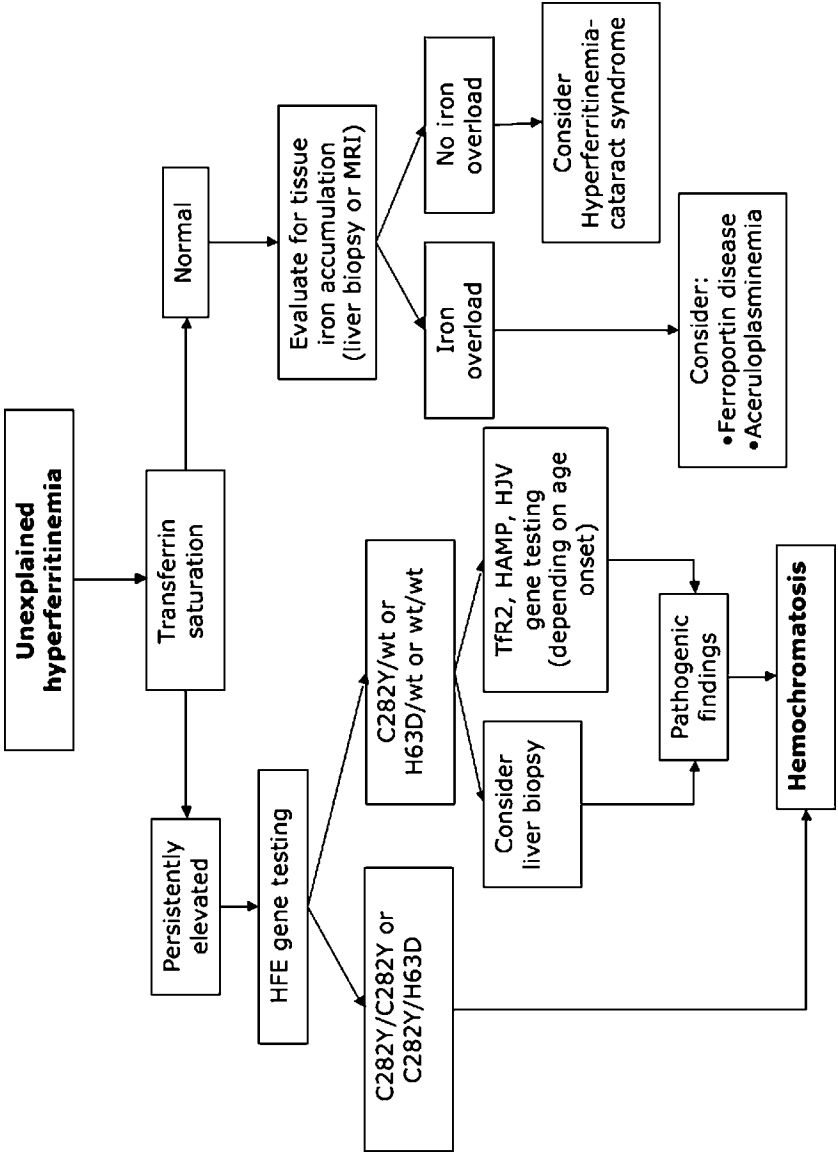 Unexplained
hyperferritinemia
Transferrin
saturation
Persistently
elevated
Normal
HFE gene testing
Evaluate for tissue
iron accumulation
(liver biopsy or MRI)
C282Y/C282Y or
C282Y/H63D
C282Y/wt or
H63D/wt or wt/wt
Iron
overload
No iron
overload
Consider
liver biopsy
TfR2, HAMP, HJV
gene testing
(depending on age
onset)
Consider
Hyperferritinemia-
cataract syndrome
Pathogenic
findings
Consider:
•Ferroportin disease
•Aceruloplasminemia
Hemochromatosis